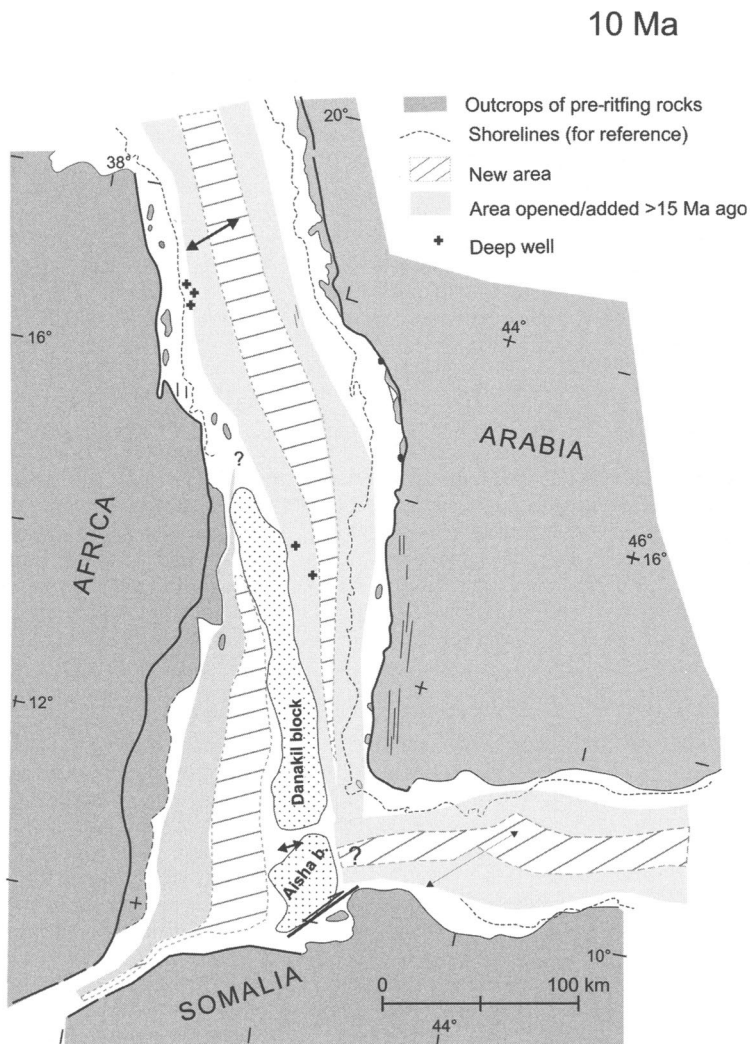 10 Ma
Outcrops of pre-ritfing rocks
20°
Shorelines (for reference)
38°
New area
Area opened/added >15 Ma ago
Deep well
16°
44°
ARABIA
?
AFRICA
46°
16°
12°
Danakil block
?
Aisha b.
10°
SOMALIA
0 100 km
44°